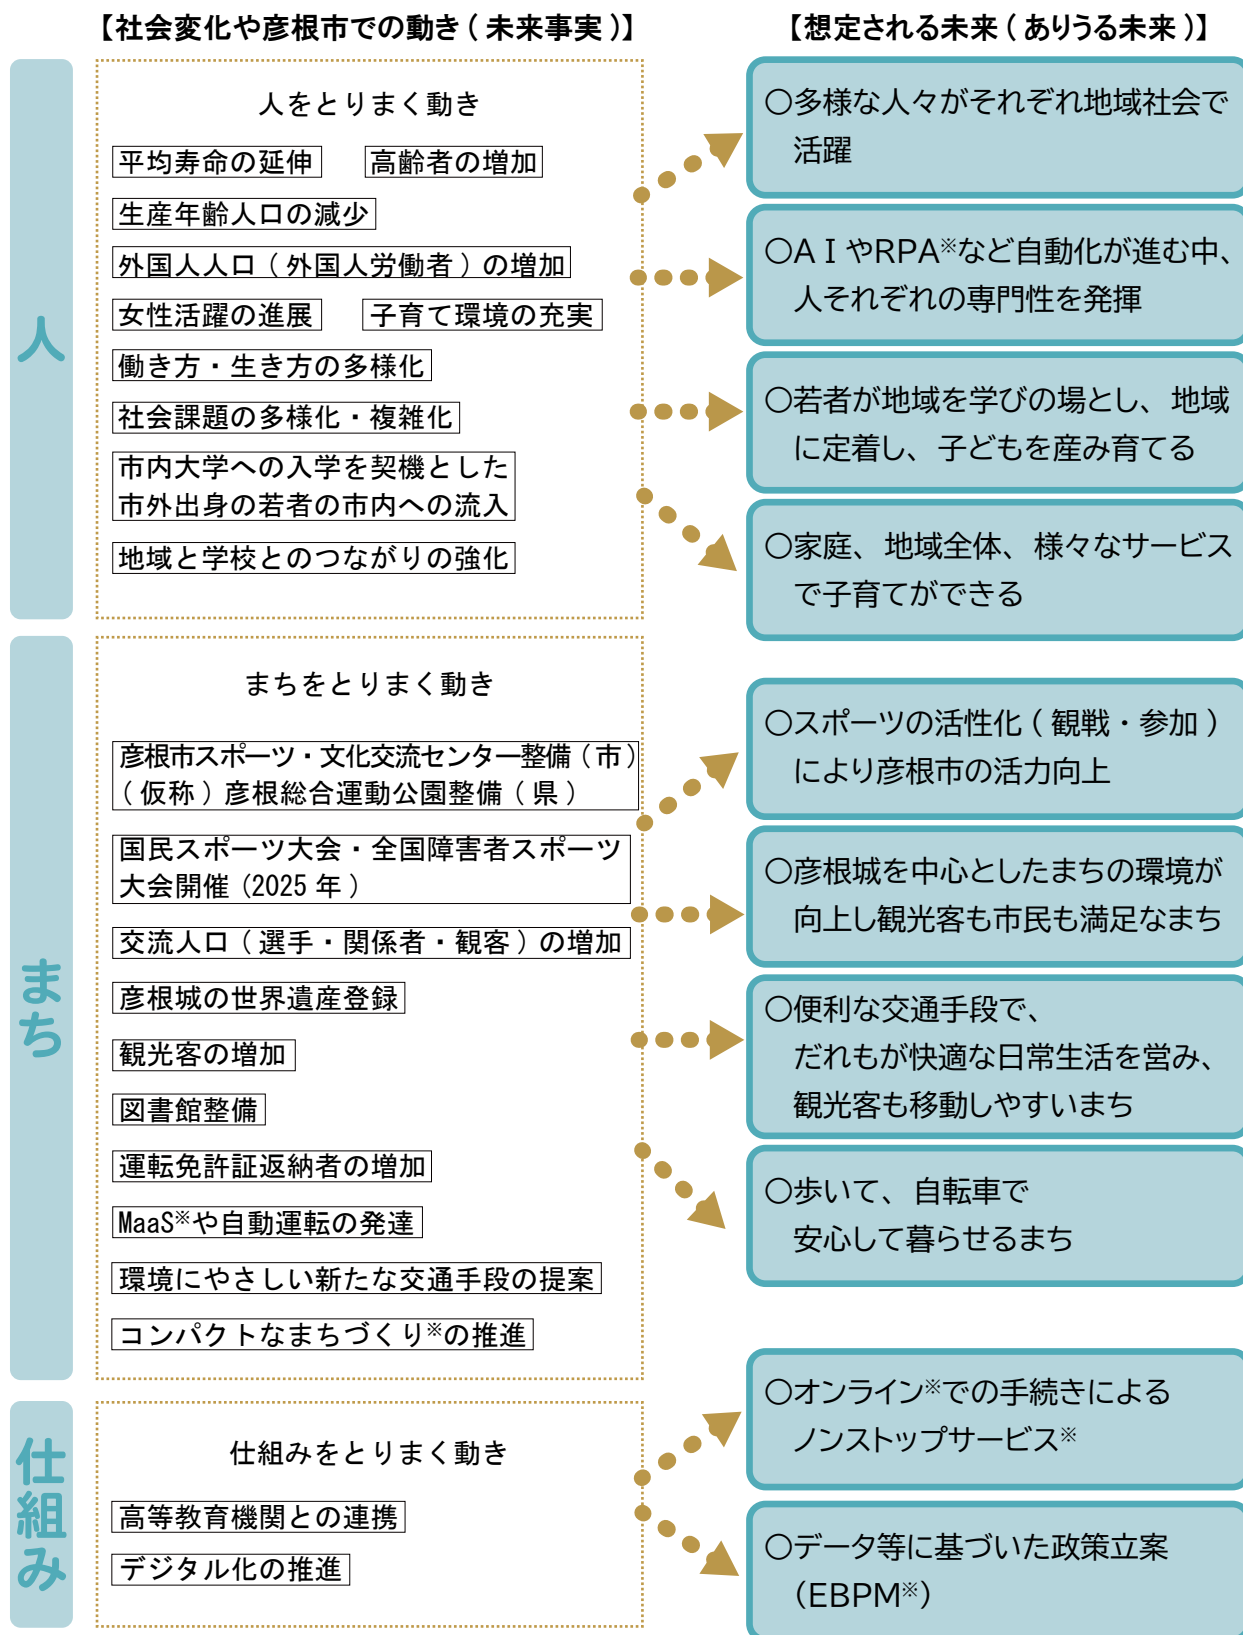 【社会変化や彦根市での動き(未来事実)】
【想定される未来(ありうる未来)】
人
人をとりまく動き
平均寿命の延伸
高齢者の増加
生産年齢人口の減少
外国人人口(外国人労働者)の増加
女性活躍の進展
子育て環境の充実
働き方・生き方の多様化
社会課題の多様化・複雑化
市内大学への入学を契機とした
市外出身の若者の市内への流入
地域と学校とのつながりの強化
○多様な人々がそれぞれ地域社会で
活躍
○AIやRPA※など自動化が進む中、
人それぞれの専門性を発揮
○若者が地域を学びの場とし、地域
に定着し、子どもを産み育てる
○家庭、地域全体、様々なサービス
で子育てができる
まち
まちをとりまく動き
彦根市スポーツ・文化交流センター整備(市)
(仮称)彦根総合運動公園整備(県)
国民スポーツ大会・全国障害者スポーツ
大会開催(2025年)
交流人口(選手・関係者・観客)の増加
彦根城の世界遺産登録
観光客の増加
図書館整備
運転免許証返納者の増加
MaaS※や自動運転の発達
環境にやさしい新たな交通手段の提案
コンパクトなまちづくり※の推進
○スポーツの活性化(観戦・参加)
により彦根市の活力向上
○彦根城を中心としたまちの環境が
向上し観光客も市民も満足なまち
○便利な交通手段で、
だれもが快適な日常生活を営み、
観光客も移動しやすいまち
○歩いて、自転車で
安心して暮らせるまち
仕組み
仕組みをとりまく動き
高等教育機関との連携
デジタル化の推進
○オンライン※での手続きによる
ノンストップサービス※
○データ等に基づいた政策立案
(EBPM※)